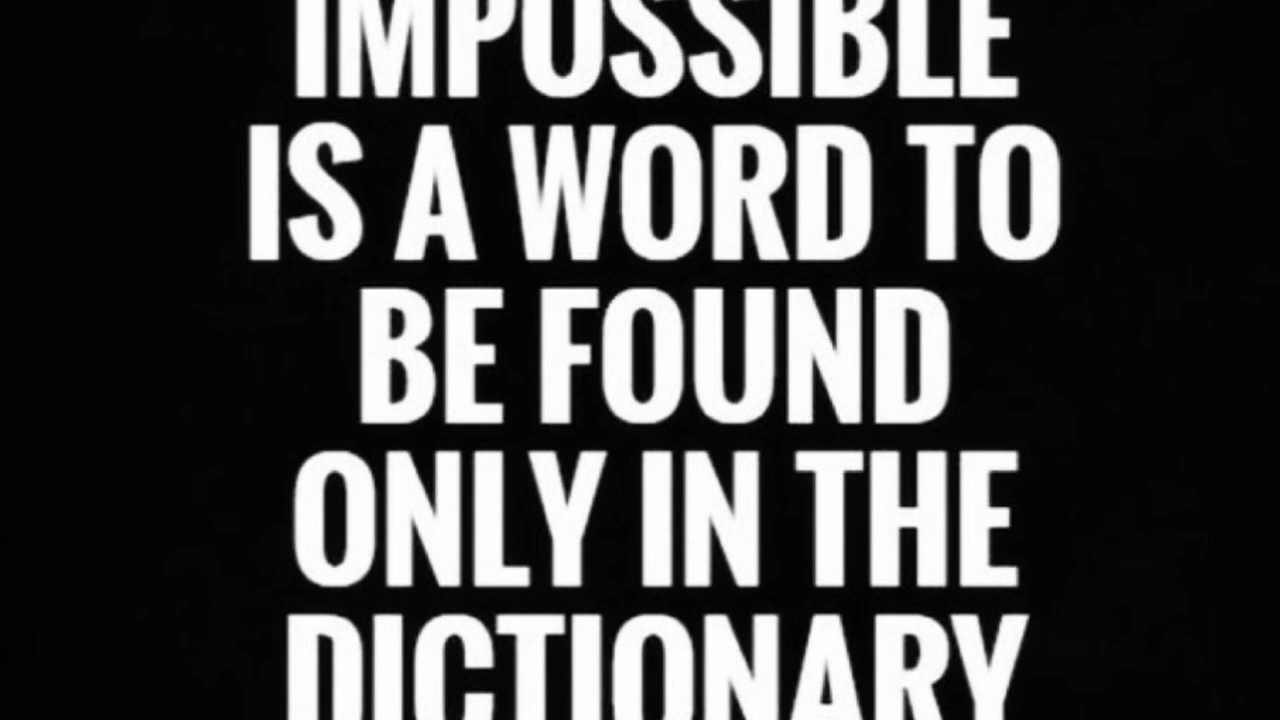 IMPOSSIBLE
IS A WORD TO
BE FOUND
ONLY IN THE
DICTIONARY